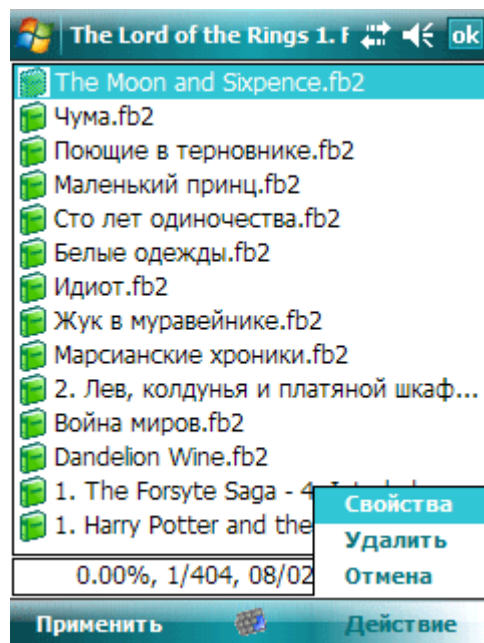 The Lord of the Rings 1. F
ok
The Moon and Sixpence.fb2
Чума.fb2
Поющие в терновнике.fb2
Маленький принц.fb2
Сто лет одиночества.fb2
Белые одежды.fb2
Идиот.fb2
Жук в муравейнике.fb2
Марсианские хроники.fb2
2. Лев, колдунья и платяной шкаф...
Война миров.fb2
Dandelion Wine.fb2
1. The Forsyte Saga - 4.
1. Harry Potter and the
Свойства
Удалить
Отмена
0.00%, 1/404, 08/02
Применить
Действие